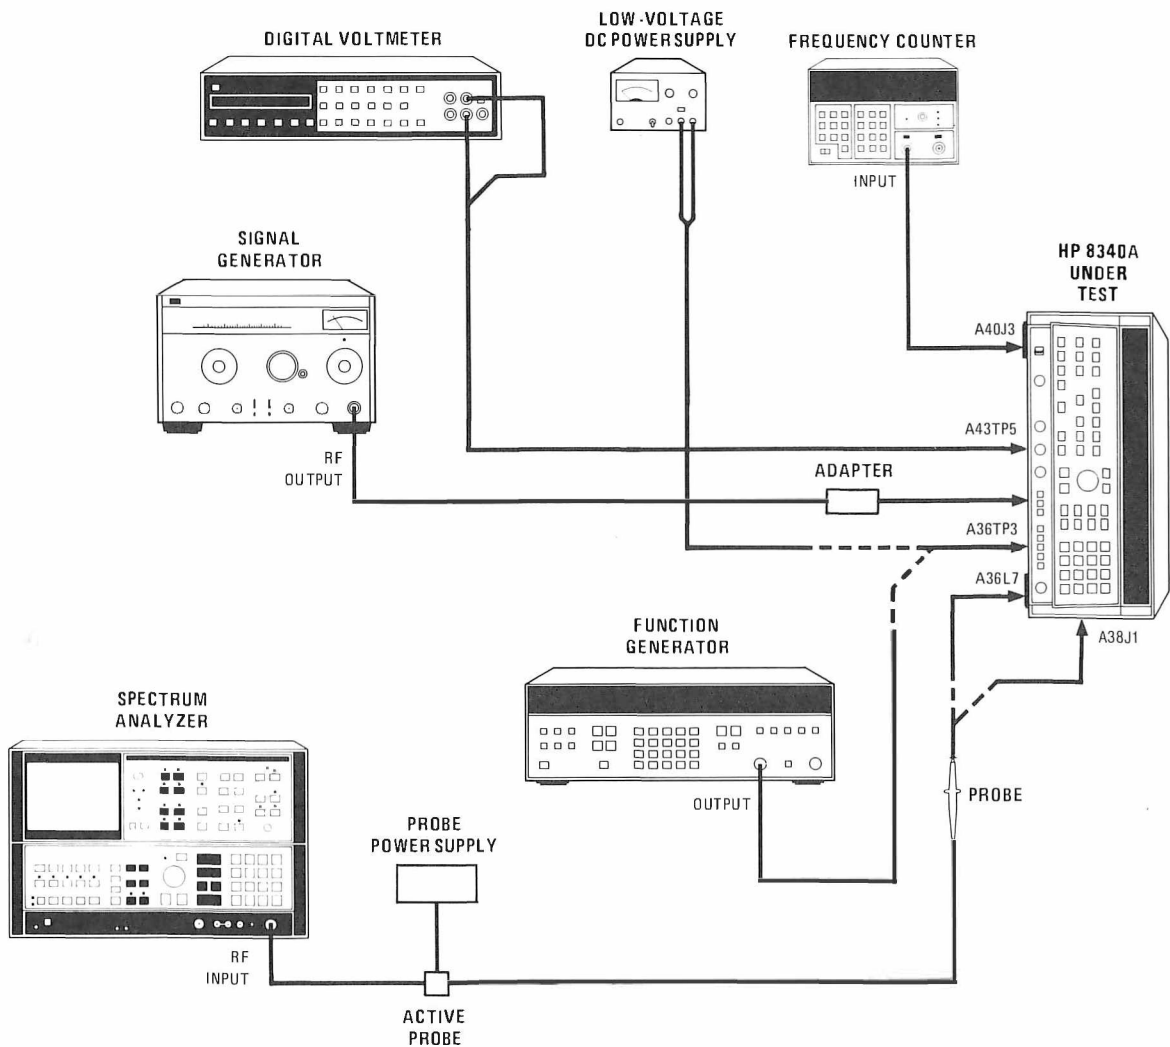 DIGITAL VOLTMETER
LOW-VOLTAGE
DC POWER SUPPLY
FREQUENCY COUNTER
INPUT
SIGNAL
GENERATOR
HP 8340A
UNDER
TEST
A40J3
A43TP5
RF
OUTPUT
ADAPTER
A36TP3
A36L7
A38J1
FUNCTION
GENERATOR
SPECTRUM
ANALYZER
OUTPUT
PROBE
PROBE
POWER SUPPLY
RF
INPUT
ACTIVE
PROBE